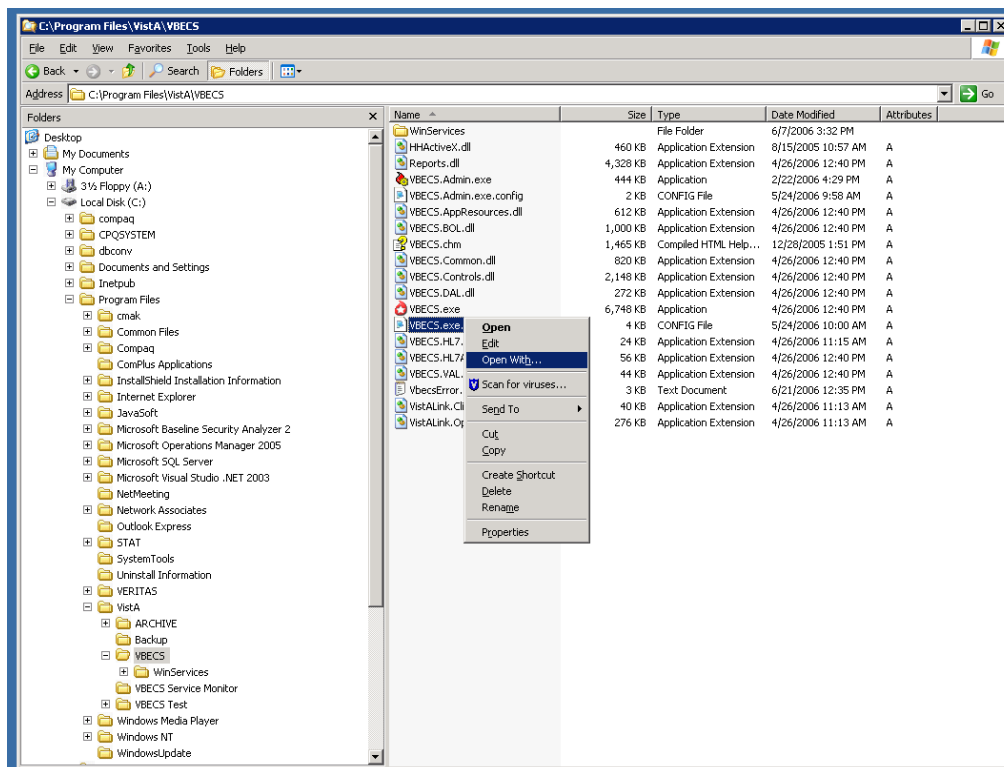 C:\Program Files\VistA\VBECS
File Edit View Favorites Tools Help
Back Search Folders
Address C:\Program Files\VistA\VBECS Go
Folders
Desktop
My Documents
My Computer
3½ Floppy (A:)
Local Disk (C:)
compaq
CPQSYSTEM
dbconv
Documents and Settings
Inetpub
Program Files
cmak
Common Files
Compaq
ComPlus Applications
InstallShield Installation Information
Internet Explorer
JavaSoft
Microsoft Baseline Security Analyzer 2
Microsoft Operations Manager 2005
Microsoft SQL Server
Microsoft Visual Studio .NET 2003
NetMeeting
Network Associates
Outlook Express
STAT
SystemTools
Uninstall Information
VERITAS
VistA
ARCHIVE
Backup
VBECS
WinServices
VBECS Service Monitor
VBECS Test
Windows Media Player
Windows NT
WindowsUpdate
Name Size Type Date Modified Attributes
WinServices File Folder 6/7/2006 3:32 PM
HHActiveX.dll 460 KB Application Extension 8/15/2005 10:57 AM A
Reports.dll 4,328 KB Application Extension 4/26/2006 12:40 PM A
VBECS.Admin.exe 444 KB Application 2/22/2006 4:29 PM A
VBECS.Admin.exe.config 2 KB CONFIG File 5/24/2006 9:58 AM A
VBECS.AppResources.dll 612 KB Application Extension 4/26/2006 12:40 PM A
VBECS.BOL.dll 1,000 KB Application Extension 4/26/2006 12:40 PM A
VBECS.chm 1,465 KB Compiled HTML Help... 12/28/2005 1:51 PM A
VBECS.Common.dll 820 KB Application Extension 4/26/2006 12:40 PM A
VBECS.Controls.dll 2,148 KB Application Extension 4/26/2006 12:40 PM A
VBECS.DAL.dll 272 KB Application Extension 4/26/2006 12:40 PM A
VBECS.exe 6,748 KB Application 4/26/2006 12:40 PM A
VBECS.exe. 4 KB CONFIG File 5/24/2006 10:00 AM A
VBECS.HL7. 24 KB Application Extension 4/26/2006 11:15 AM A
VBECS.HL7A 56 KB Application Extension 4/26/2006 12:40 PM A
VBECS.VAL. 44 KB Application Extension 4/26/2006 12:40 PM A
VbecsError. 3 KB Text Document 6/21/2006 12:35 PM A
VistALink.Cli 40 KB Application Extension 4/26/2006 11:13 AM A
VistALink.Op 276 KB Application Extension 4/26/2006 11:13 AM A
Open
Edit
Open With...
Scan for viruses...
Send To
Cut
Copy
Create Shortcut
Delete
Rename
Properties